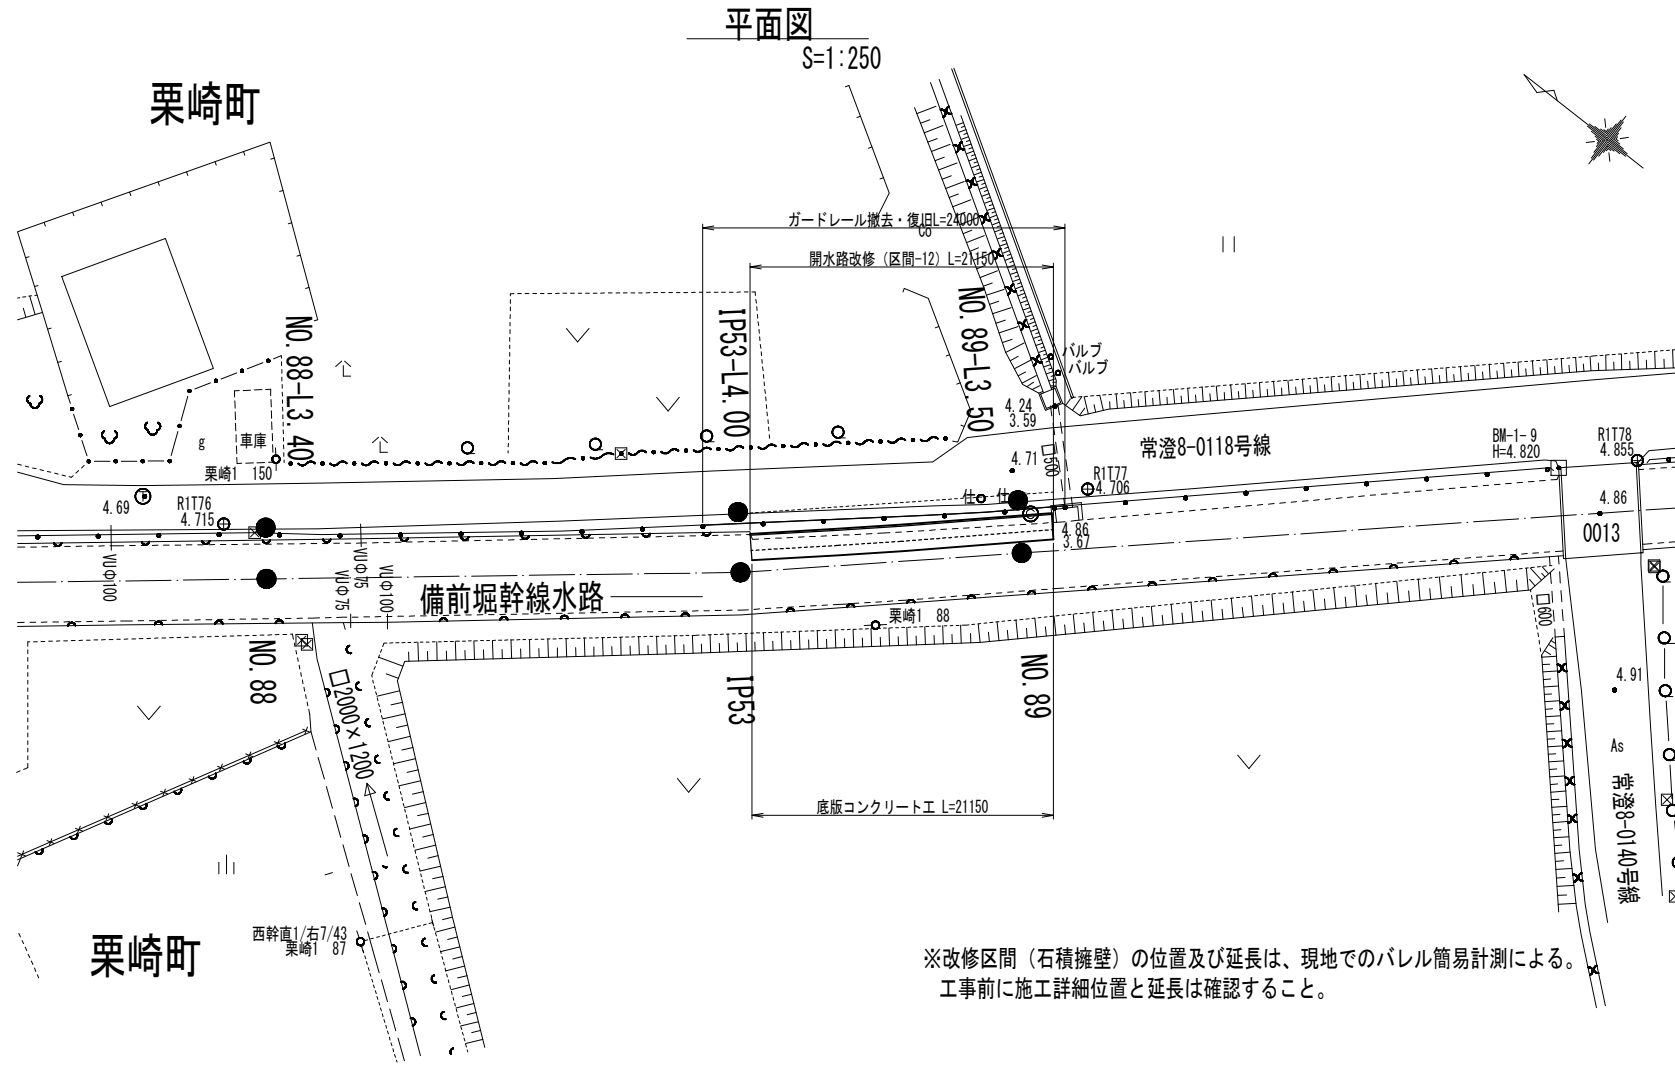 平面図
S=1:250
栗崎町
ガードレール撤去・復旧L=24000
Co
開水路改修（区間-12）L=21150
NO. 88-L3. 40
IP53-L4. 00
NO. 89-L3. 50
バルブ
バルブ
4.24
3.59
□500
常澄8-0118号線
BM-1-9
H=4.820
R1T78
4.855
g
車庫
栗崎1 150
4.71
R1T77
4.706
4.69
R1T76
4.715
仕
仕
4.86
4.86
3.67
0013
VUΦ100
VUΦ75
VUΦ75
VUΦ100
備前堀幹線水路
栗崎1 88
□600
NO. 88
IP53
NO. 89
□2000×1200
4.91
As
常澄8-0140号線
底版コンクリート工 L=21150
西幹直1/右7/43
栗崎1 87
栗崎町
※改修区間（石積擁壁）の位置及び延長は、現地でのバレル簡易計測による。
工事前に施工詳細位置と延長は確認すること。